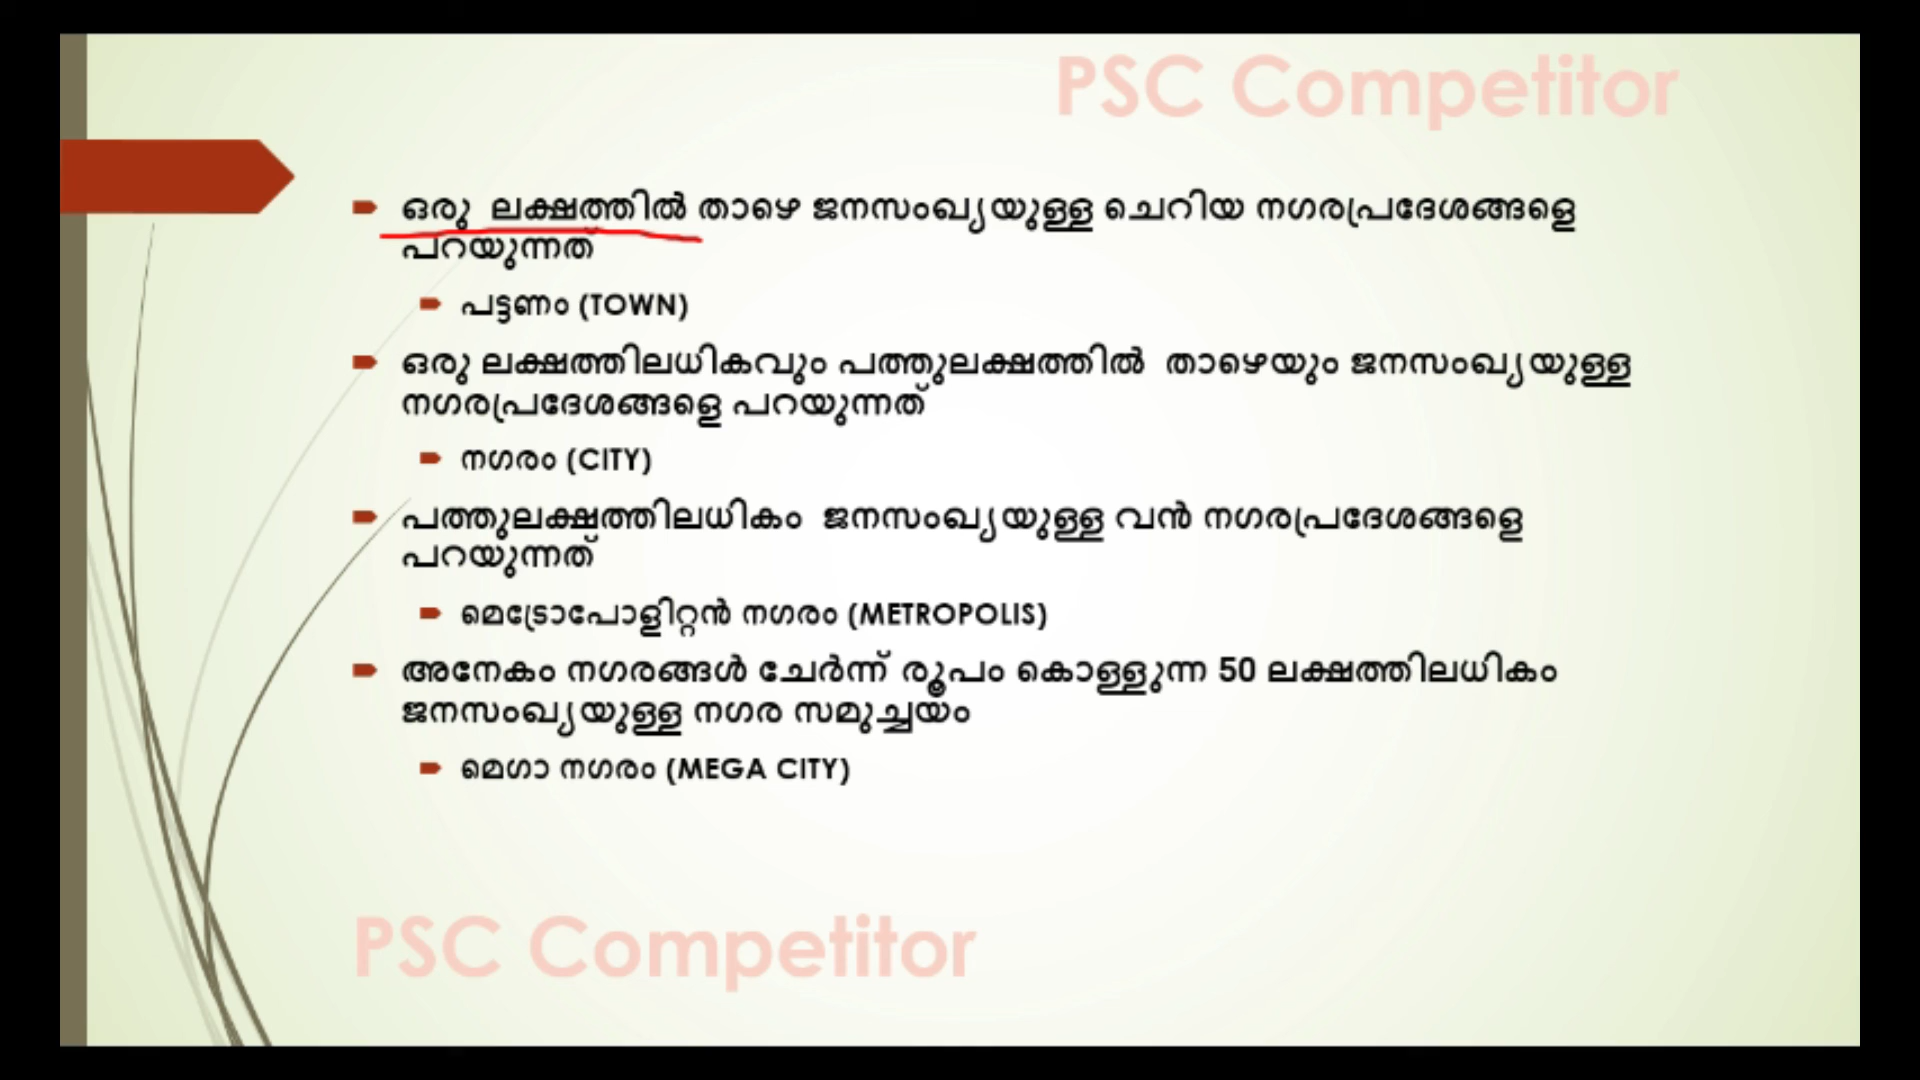 PSC Competitor
ഒരു ലക്ഷത്തിൽ താഴെ ജനസംഖ്യയുള്ള ചെറിയ നഗരപ്രദേശങ്ങളെ
പറയുന്നത്
പട്ടണം (TOWN)
ഒരു ലക്ഷത്തിലധികവും പത്തുലക്ഷത്തിൽ താഴെയും ജനസംഖ്യയുള്ള
നഗരപ്രദേശങ്ങളെ പറയുന്നത്
നഗരം (CITY)
പത്തുലക്ഷത്തിലധികം ജനസംഖ്യയുള്ള വൻ നഗരപ്രദേശങ്ങളെ
പറയുന്നത്
മെട്രോപോളിറ്റൻ നഗരം (METROPOLIS)
അനേകം നഗരങ്ങൾ ചേർന്ന് രൂപം കൊള്ളുന്ന 50 ലക്ഷത്തിലധികം
ജനസംഖ്യയുള്ള നഗര സമുച്ചയം
മെഗാ നഗരം (MEGA CITY)
PSC Competitor